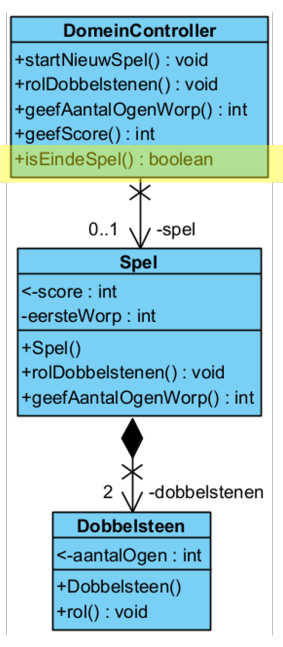 DomeinController
+startNieuwSpel() : void
+rolDobbelstenen() : void
+geefAantalOgenWorp() : int
+geefScore() : int
+isEindeSpel() : boolean
0..1 -spel
Spel
<-score : int
-eersteWorp : int
+Spel()
+rolDobbelstenen() : void
+geefAantalOgenWorp() : int
2 -dobbelstenen
Dobbelsteen
<-aantalOgen : int
+Dobbelsteen()
+rol() : void